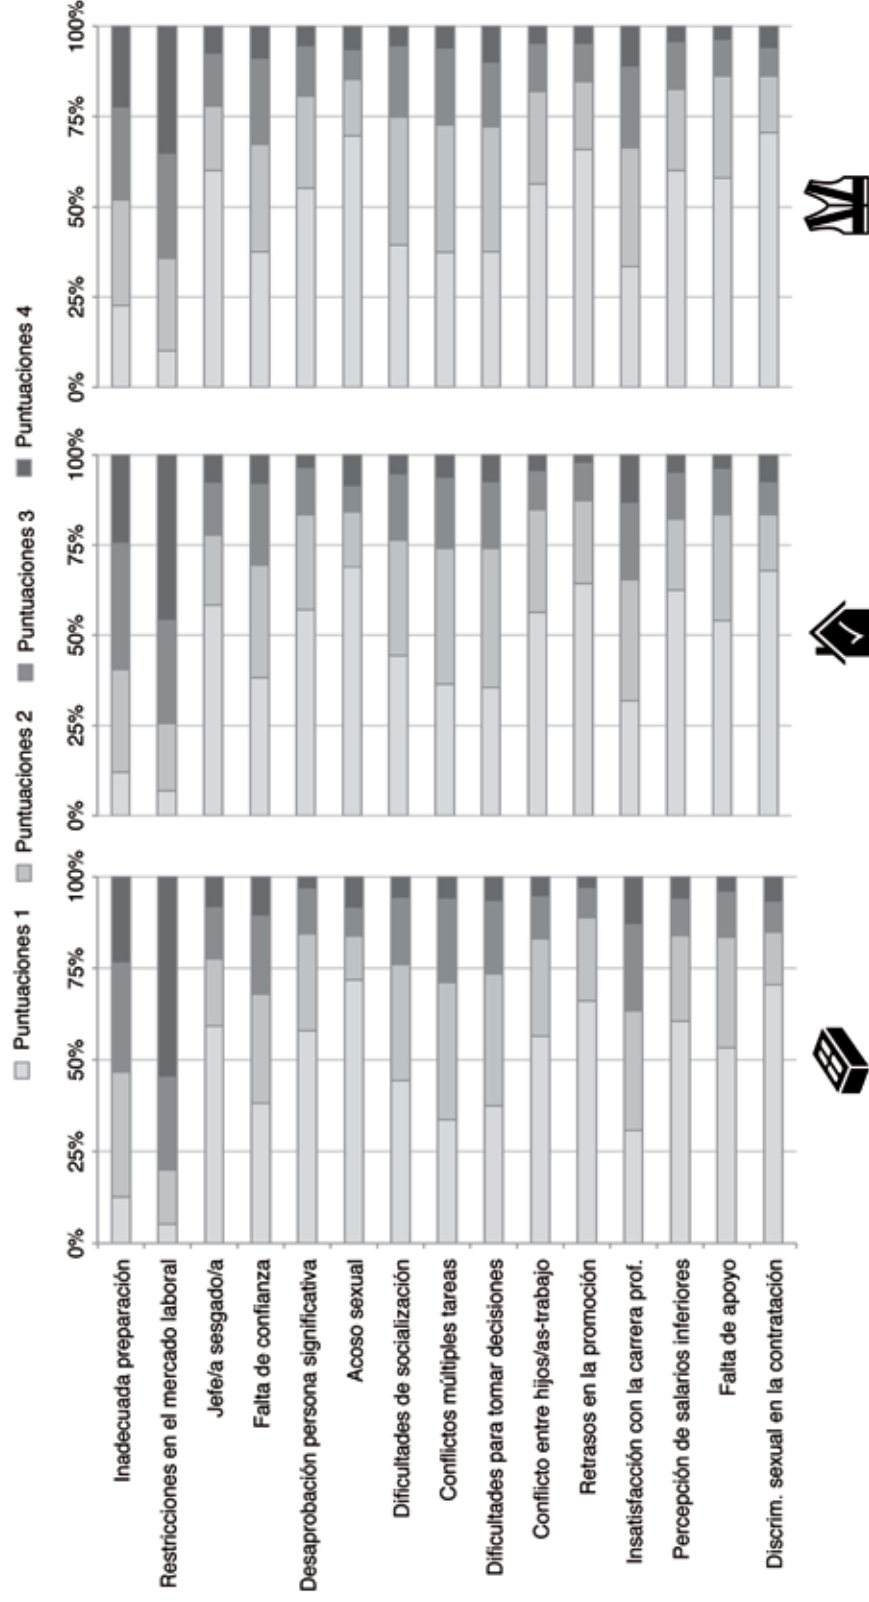 Puntuaciones 1
Puntuaciones 2
Puntuaciones 3
Puntuaciones 4
0% 25% 50% 75% 100%
0% 25% 50% 75% 100%
0% 25% 50% 75% 100%
Inadecuada preparación
Restricciones en el mercado laboral
Jefe/a sesgado/a
Falta de confianza
Desaprobación persona significativa
Acoso sexual
Dificultades de socialización
Conflictos múltiples tareas
Dificultades para tomar decisiones
Conflicto entre hijos/as-trabajo
Retrasos en la promoción
Insatisfacción con la carrera prof.
Percepción de salarios inferiores
Falta de apoyo
Discrim. sexual en la contratación